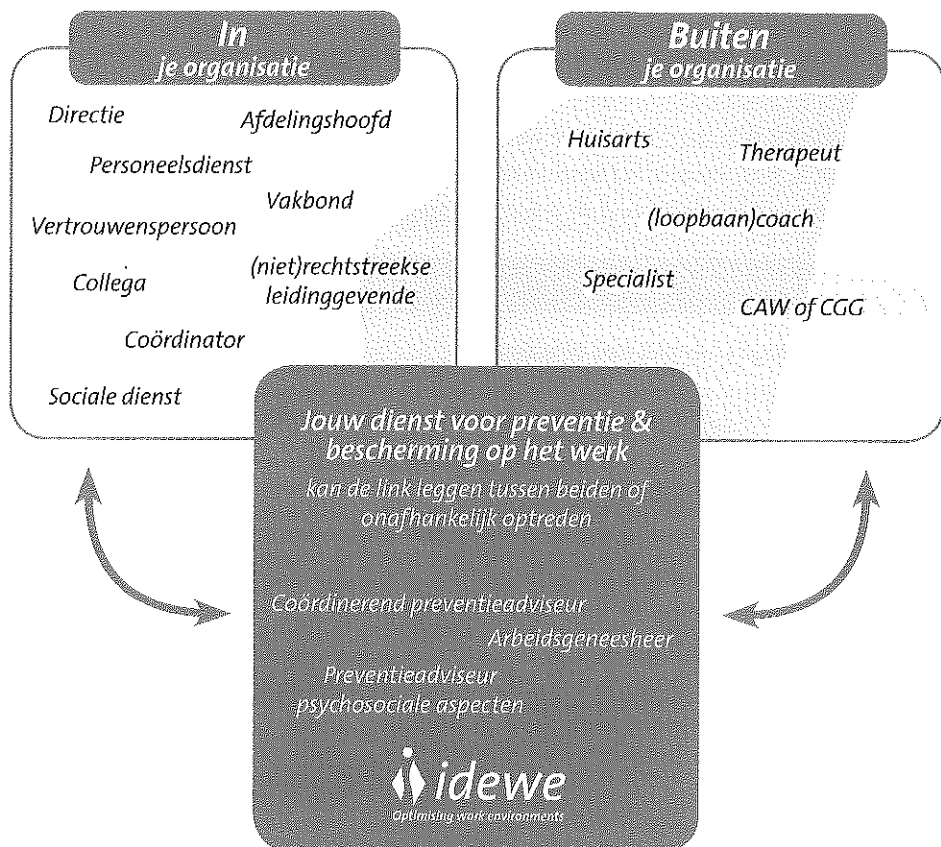 In
je organisatie
Directie
Afdelingshoofd
Personeelsdienst
Vakbond
Vertrouwenspersoon
Collega
(niet)rechtstreekse
leidinggevende
Coördinator
Sociale dienst
Buiten
je organisatie
Huisarts
Therapeut
(loopbaan)coach
Specialist
CAW of CGG
Jouw dienst voor preventie &
bescherming op het werk
kan de link leggen tussen beiden of
onafhankelijk optreden
Coördinerend preventieadviseur
Arbeidsgeneesheer
Preventieadviseur
psychosociale aspecten
idewe
Optimising work environments